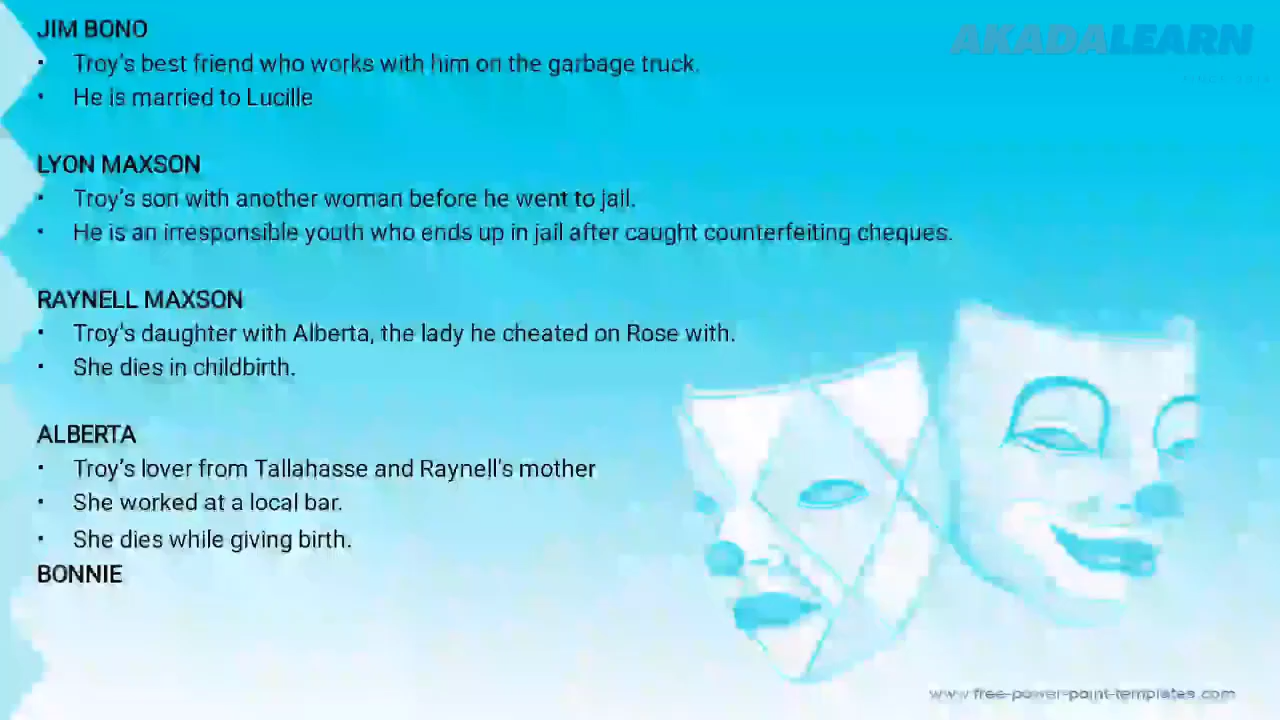 JIM BONO
AKADALEARN
• Troy's best friend who works with him on the garbage truck.
• He is married to Lucille
LYON MAXSON
• Troy's son with another woman before he went to jail.
• He is an irresponsible youth who ends up in jail after caught counterfeiting cheques.
RAYNELL MAXSON
• Troy's daughter with Alberta, the lady he cheated on Rose with.
• She dies in childbirth.
ALBERTA
• Troy's lover from Tallahasse and Raynell's mother
• She worked at a local bar.
• She dies while giving birth.
BONNIE
www.free-power-point-templates.com